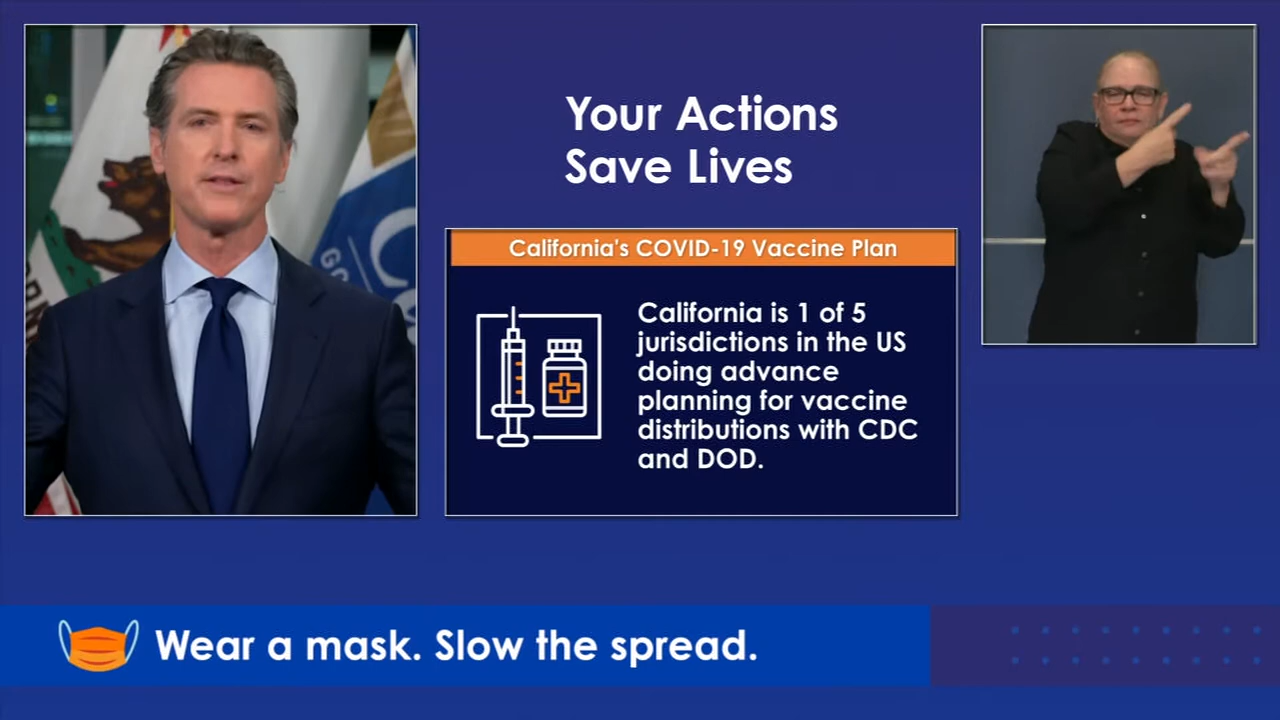 Your Actions
Save Lives
California's COVID-19 Vaccine Plan
California is 1 of 5
jurisdictions in the US
doing advance
planning for vaccine
distributions with CDC
and DOD.
Wear a mask. Slow the spread.